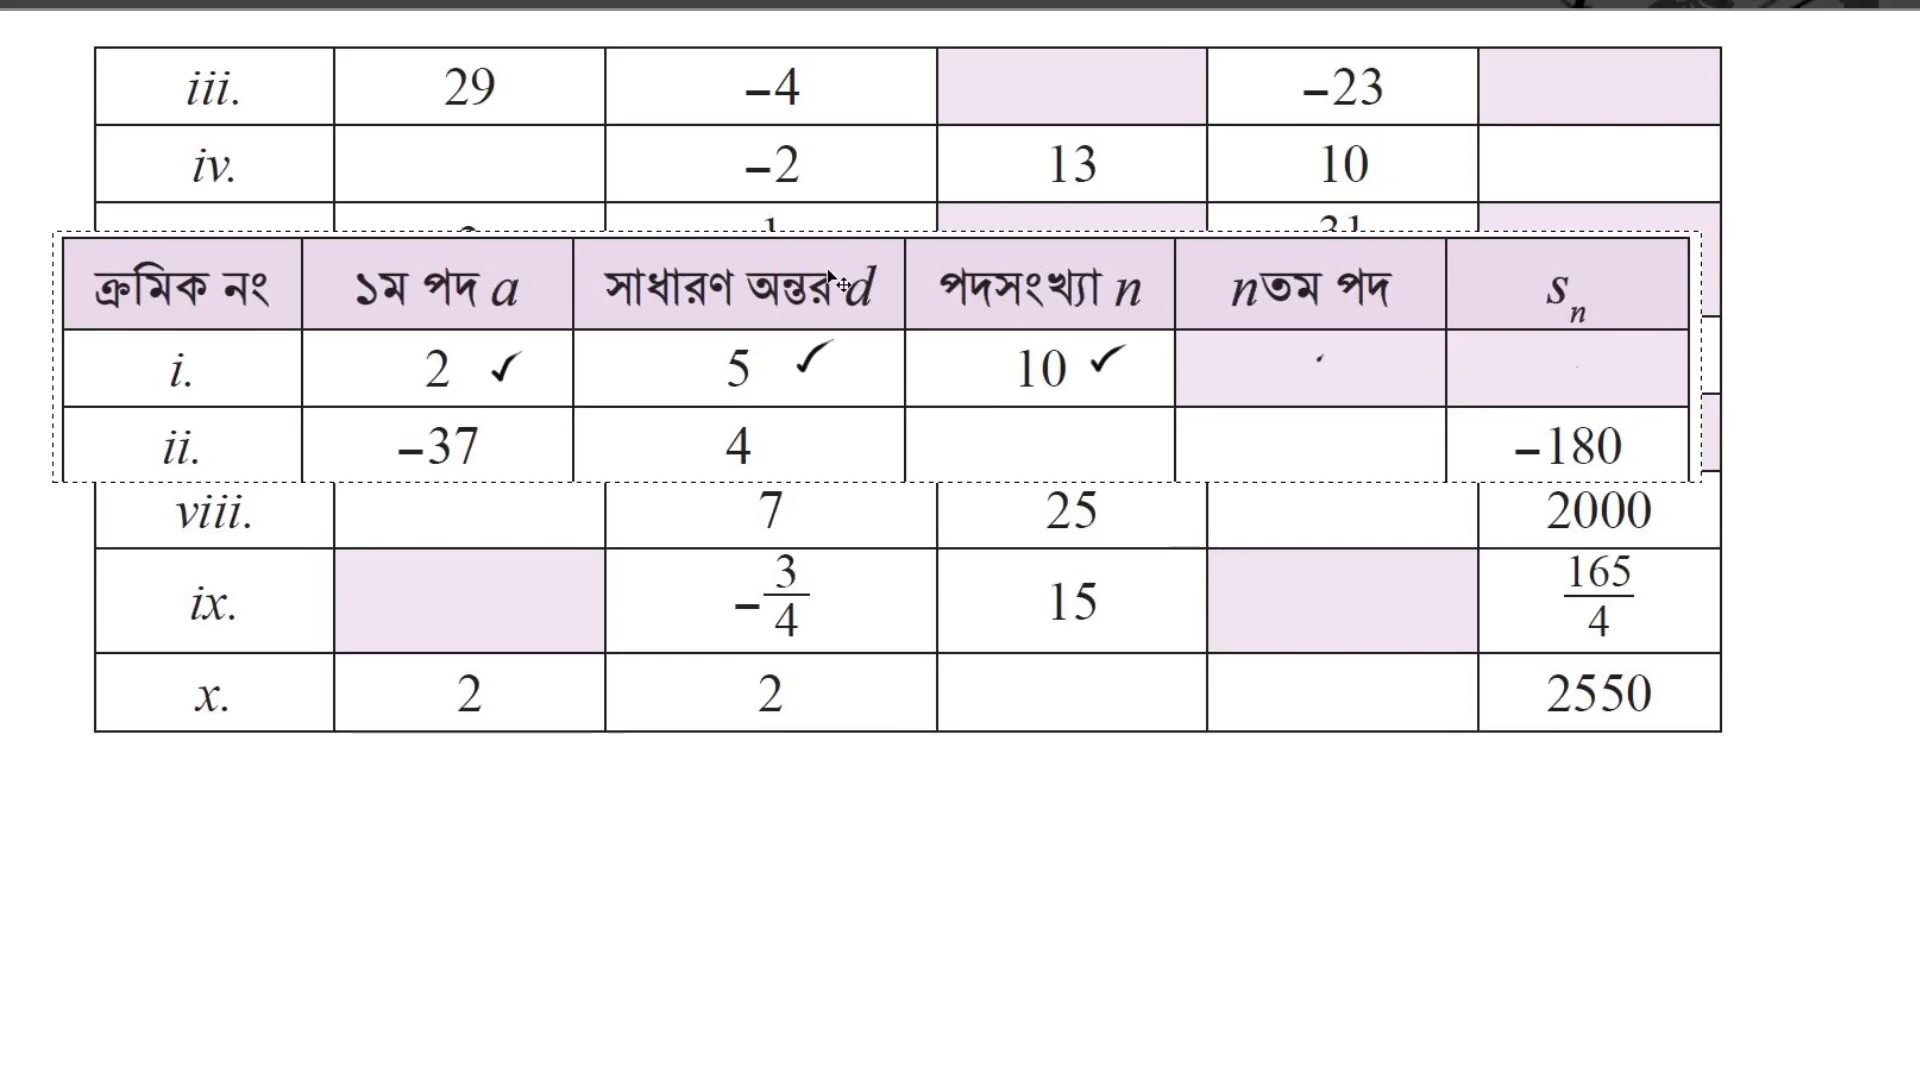 iii. 29 −4 −23
iv. −2 13 10
ক্রমিক নং ১ম পদ a সাধারণ অন্তর d পদসংখ্যা n nতম পদ s_n
i. 2 ✓ 5 ✓ 10 ✓
ii. −37 4 −180
viii. 7 25 2000
ix. −3/4 15 165/4
x. 2 2 2550